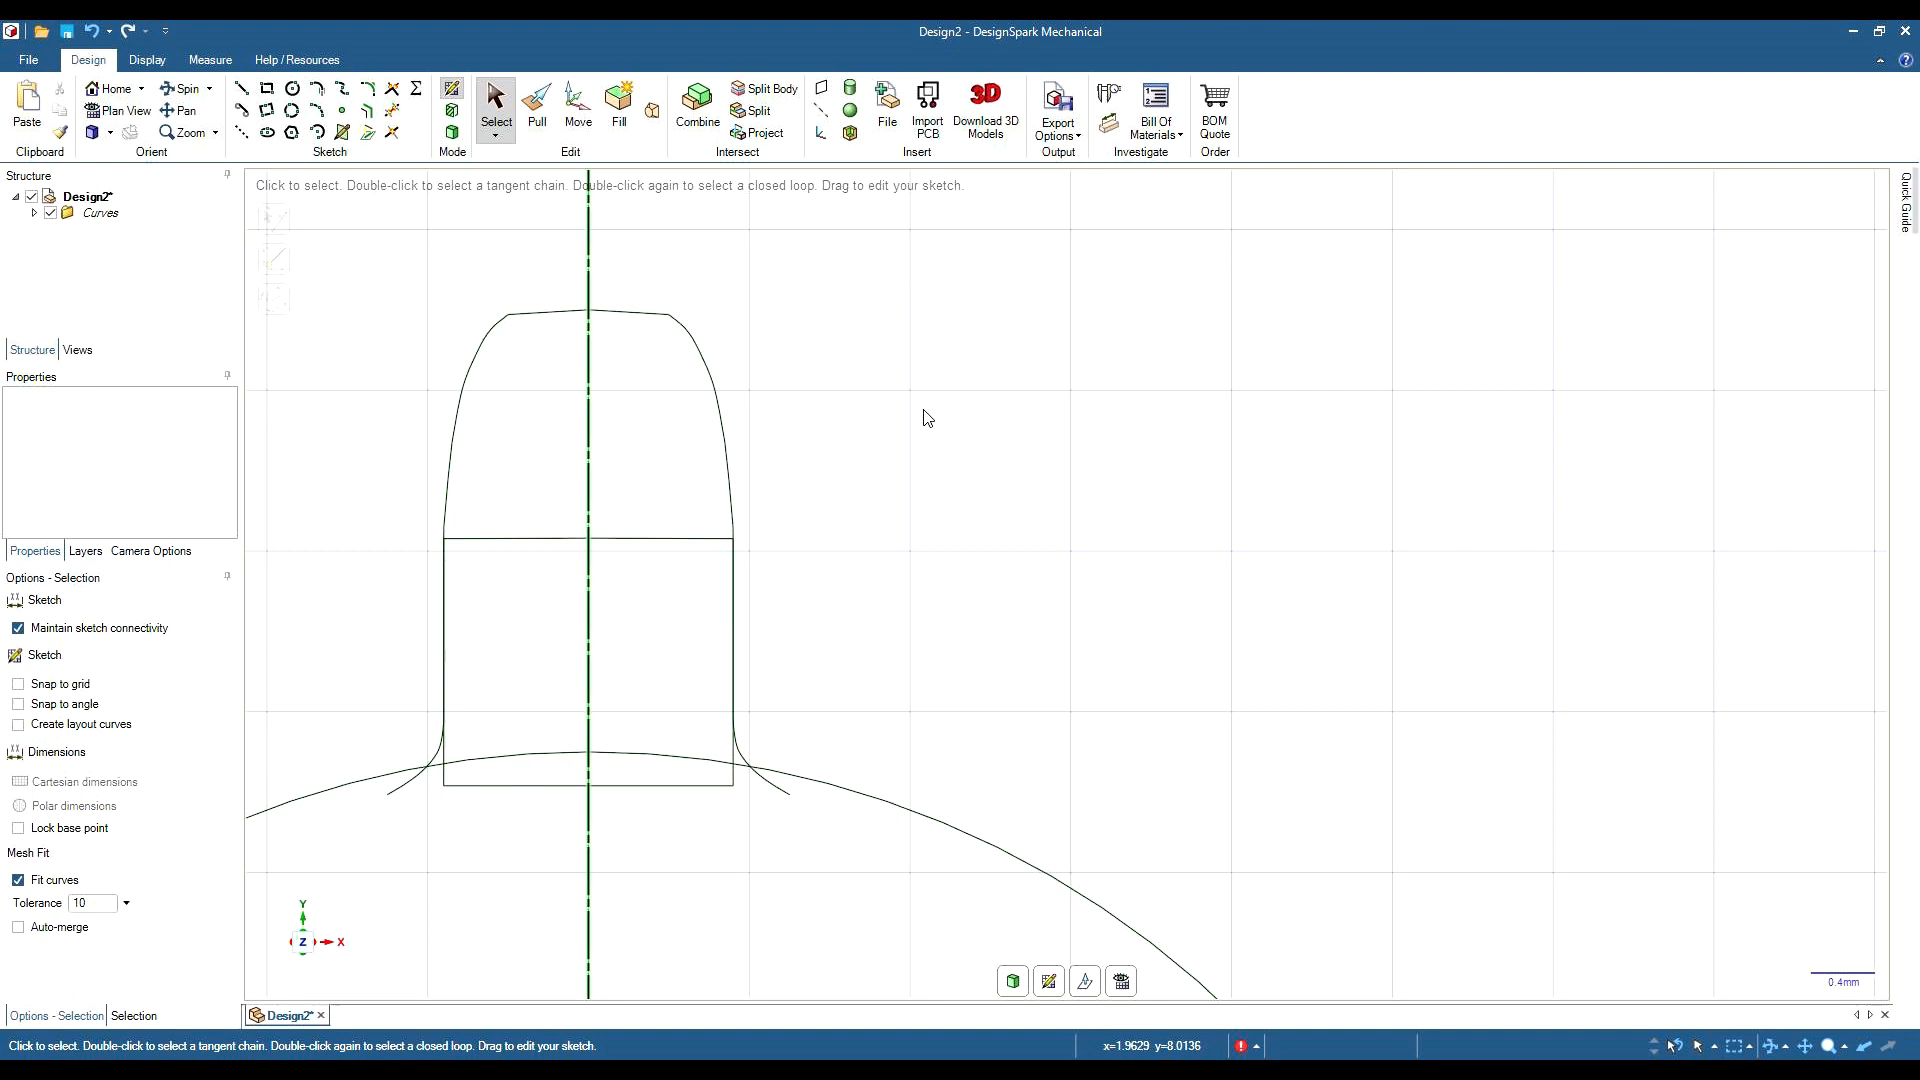 Design2 - DesignSpark Mechanical
File
Design
Display
Measure
Help / Resources
Paste
Clipboard
Home
Plan View
Spin
Pan
Zoom
Orient
Sketch
Mode
Select
Pull
Move
Fill
Edit
Combine
Split Body
Split
Project
Intersect
File
Import
PCB
Download 3D
Models
Insert
Export
Options
Output
Bill Of
Materials
Investigate
BOM
Quote
Order
Structure
Design2*
Curves
Structure
Views
Properties
Properties
Layers
Camera Options
Options - Selection
Sketch
Maintain sketch connectivity
Sketch
Snap to grid
Snap to angle
Create layout curves
Dimensions
Cartesian dimensions
Polar dimensions
Lock base point
Mesh Fit
Fit curves
Tolerance
10
Auto-merge
Options - Selection
Selection
Click to select. Double-click to select a tangent chain. Double-click again to select a closed loop. Drag to edit your sketch.
Quick Guide
Y
Z
X
0.4mm
Design2*
Click to select. Double-click to select a tangent chain. Double-click again to select a closed loop. Drag to edit your sketch.
x=1.9629 y=8.0136